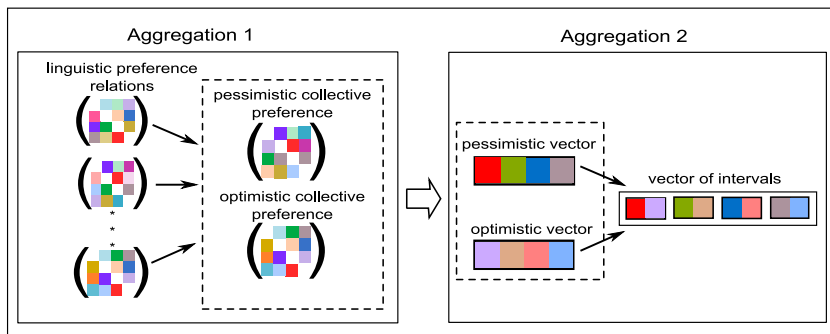 Aggregation 1
linguistic preference
relations
pessimistic collective
preference
optimistic collective
preference
*
*
*
Aggregation 2
pessimistic vector
optimistic vector
vector of intervals